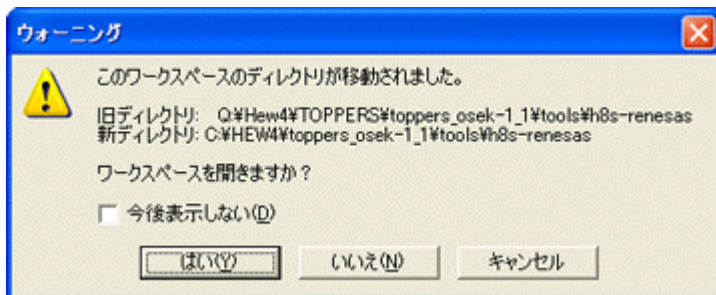 ウォーニング
このワークスペースのディレクトリが移動されました。
旧ディレクトリ: Q:¥Hew4¥TOPPERS¥toppers_osek-1_1¥tools¥h8s-renesas
新ディレクトリ: C:¥HEW4¥toppers_osek-1_1¥tools¥h8s-renesas
ワークスペースを開きますか?
今後表示しない(D)
はい(Y) いいえ(N) キャンセル